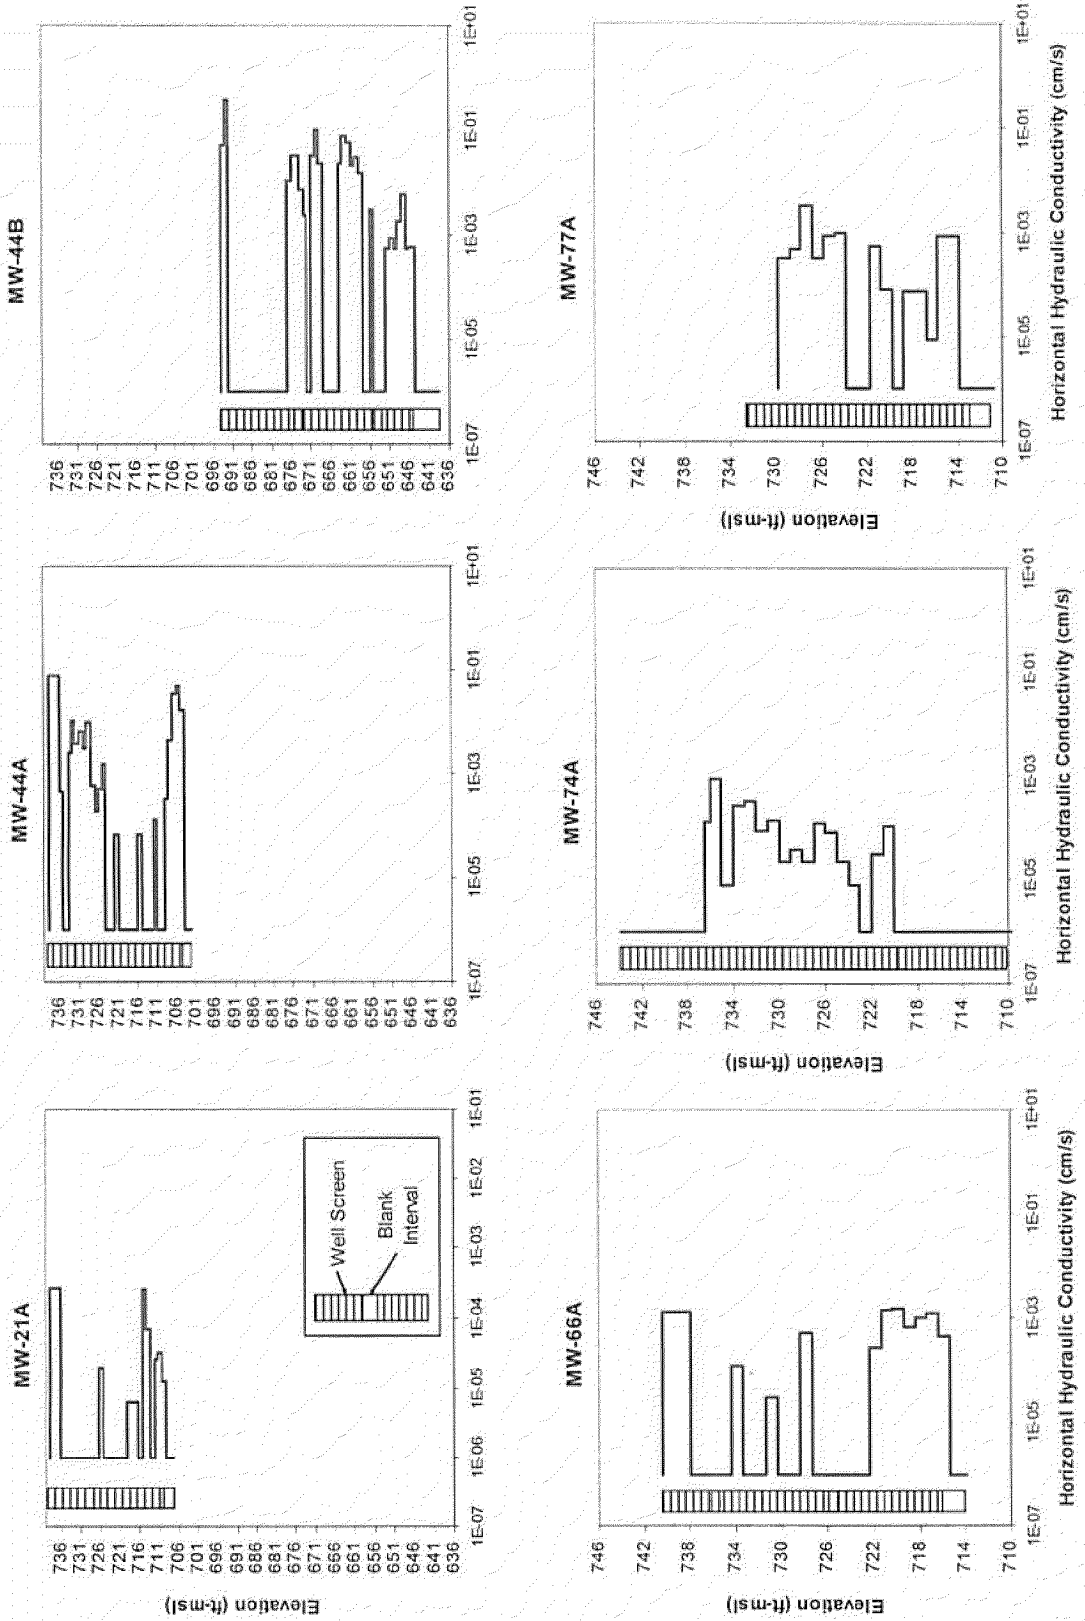 MW-21A
Elevation (ft-msl)
736
731
726
721
716
711
706
701
696
691
686
681
676
671
666
661
656
651
646
641
636
1E-07
1E-06
1E-05
1E-04
1E-03
1E-02
1E-01
Well Screen
Blank
Interval
MW-44A
736
731
726
721
716
711
706
701
696
691
686
681
676
671
666
661
656
651
646
641
636
1E-07
1E-05
1E-03
1E-01
1E+01
MW-44B
736
731
726
721
716
711
706
701
696
691
686
681
676
671
666
661
656
651
646
641
636
1E-07
1E-05
1E-03
1E-01
1E+01
MW-66A
Elevation (ft-msl)
746
742
738
734
730
726
722
718
714
710
1E-07
1E-05
1E-03
1E-01
1E+01
Horizontal Hydraulic Conductivity (cm/s)
MW-74A
Elevation (ft-msl)
746
742
738
734
730
726
722
718
714
710
1E-07
1E-05
1E-03
1E-01
1E+01
Horizontal Hydraulic Conductivity (cm/s)
MW-77A
Elevation (ft-msl)
746
742
738
734
730
726
722
718
714
710
1E-07
1E-05
1E-03
1E-01
1E+01
Horizontal Hydraulic Conductivity (cm/s)